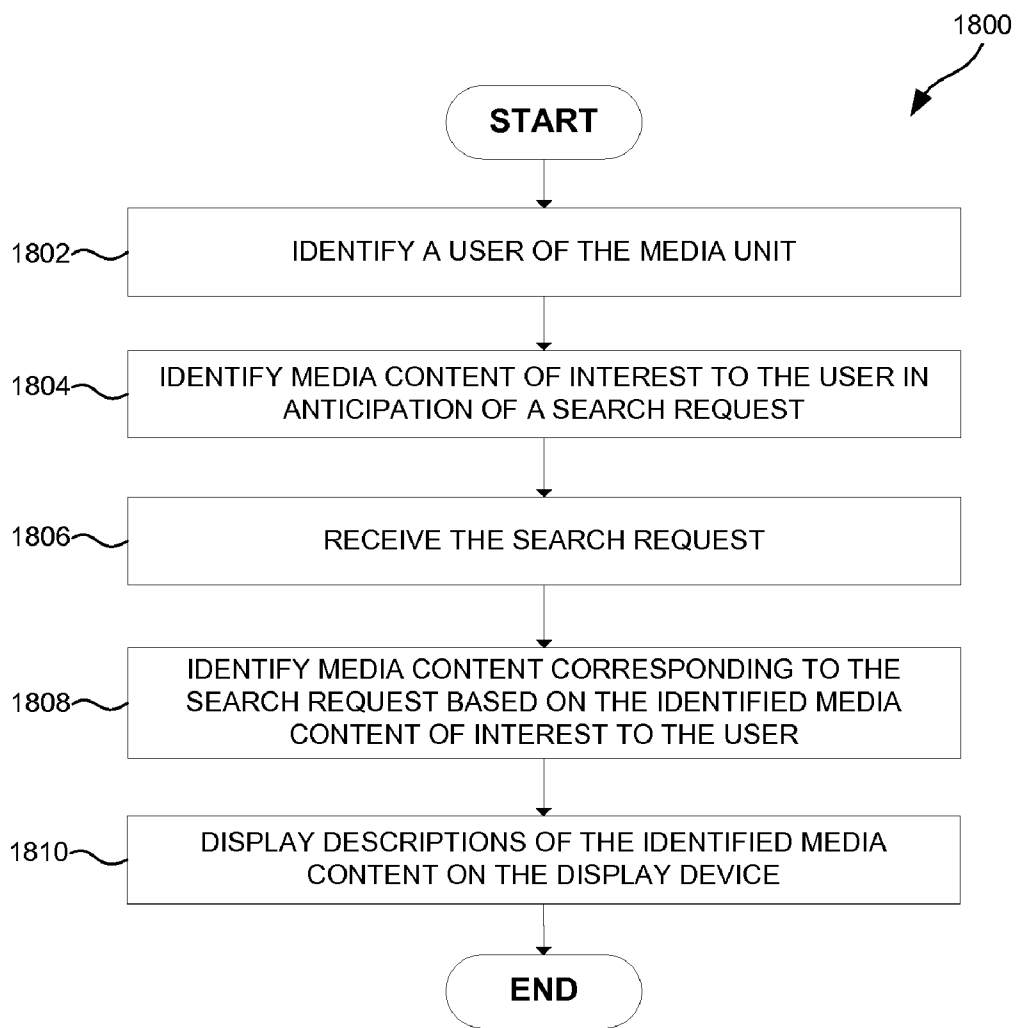 1800
START
1802
IDENTIFY A USER OF THE MEDIA UNIT
1804
IDENTIFY MEDIA CONTENT OF INTEREST TO THE USER IN
ANTICIPATION OF A SEARCH REQUEST
1806
RECEIVE THE SEARCH REQUEST
1808
IDENTIFY MEDIA CONTENT CORRESPONDING TO THE
SEARCH REQUEST BASED ON THE IDENTIFIED MEDIA
CONTENT OF INTEREST TO THE USER
1810
DISPLAY DESCRIPTIONS OF THE IDENTIFIED MEDIA
CONTENT ON THE DISPLAY DEVICE
END